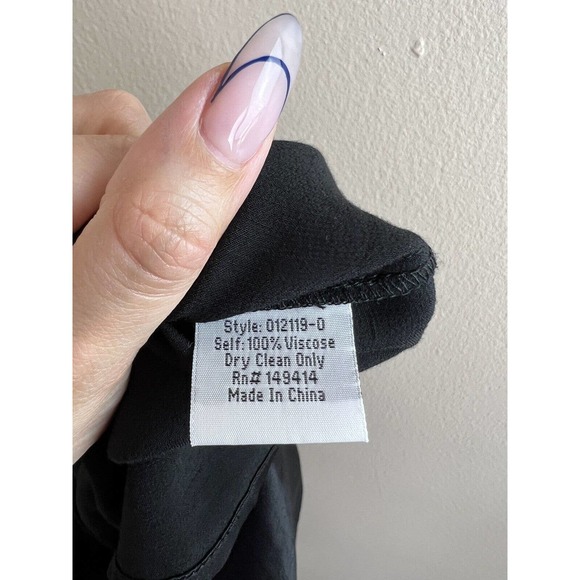 Style: 012119-0
Self: 100% Viscose
Dry Clean Only
Rn# 149414
Made In China